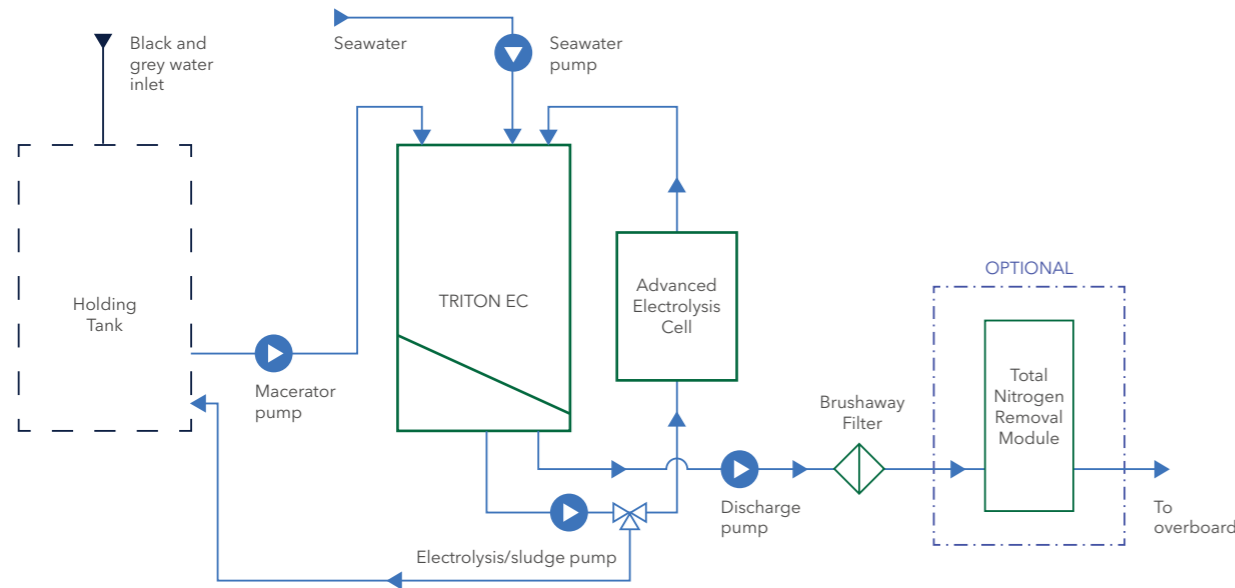 Black and
grey water
inlet
Seawater
Seawater
pump
Holding
Tank
Macerator
pump
TRITON EC
Advanced
Electrolysis
Cell
Electrolysis/sludge pump
Discharge
pump
Brushaway
Filter
OPTIONAL
Total
Nitrogen
Removal
Module
To
overboard